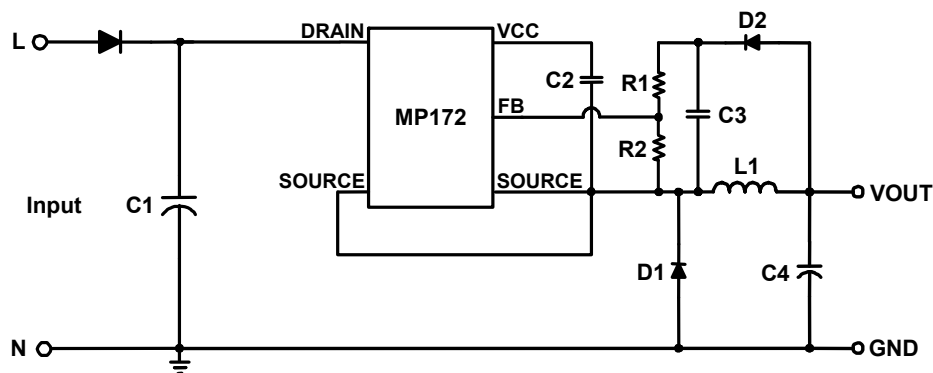 D2
L
DRAIN
VCC
C2
R1
MP172
FB
C3
R2
SOURCE
SOURCE
L1
Input
C1
VOUT
D1
C4
N
GND